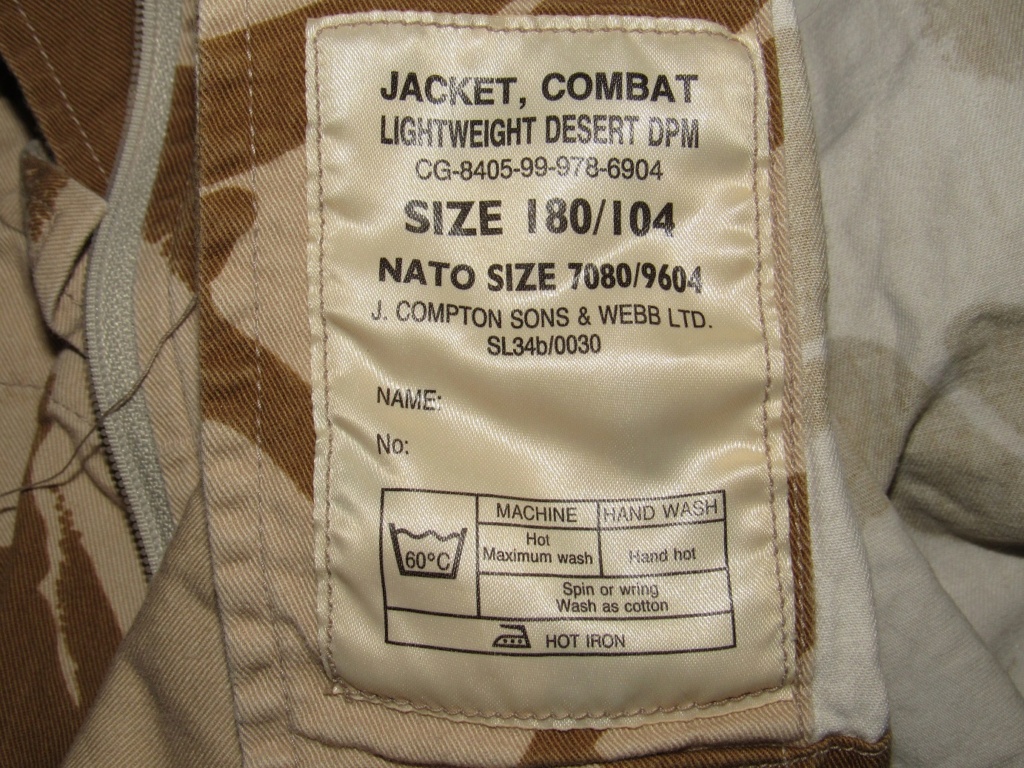 JACKET, COMBAT
LIGHTWEIGHT DESERT DPM
CG-8405-99-978-6904
SIZE 180/104
NATO SIZE 7080/9604
J. COMPTON SONS & WEBB LTD.
SL34b/0030
NAME:
No:
MACHINE HAND WASH
60°C
Hot
Maximum wash
Hand hot
Spin or wring
Wash as cotton
HOT IRON